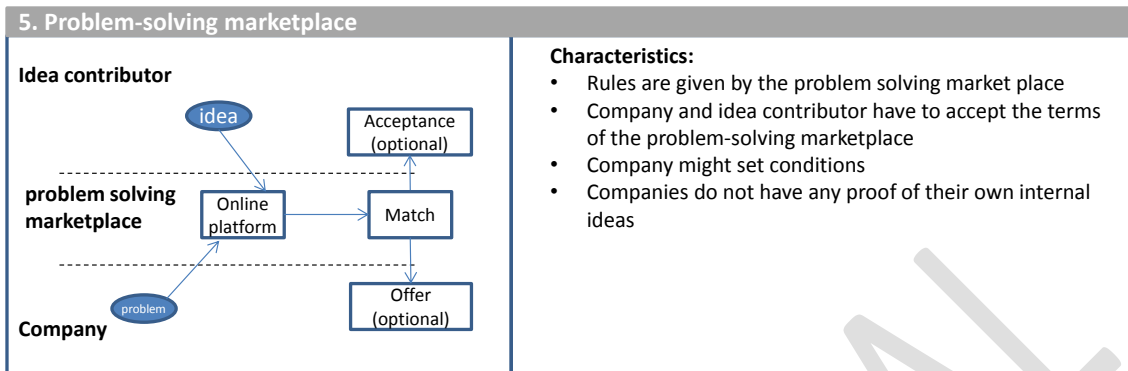 5. Problem-solving marketplace
Idea contributor
idea
Acceptance
(optional)
problem solving
marketplace
Online
platform
Match
problem
Offer
(optional)
Company
Characteristics:
• Rules are given by the problem solving market place
• Company and idea contributor have to accept the terms
of the problem-solving marketplace
• Company might set conditions
• Companies do not have any proof of their own internal
ideas